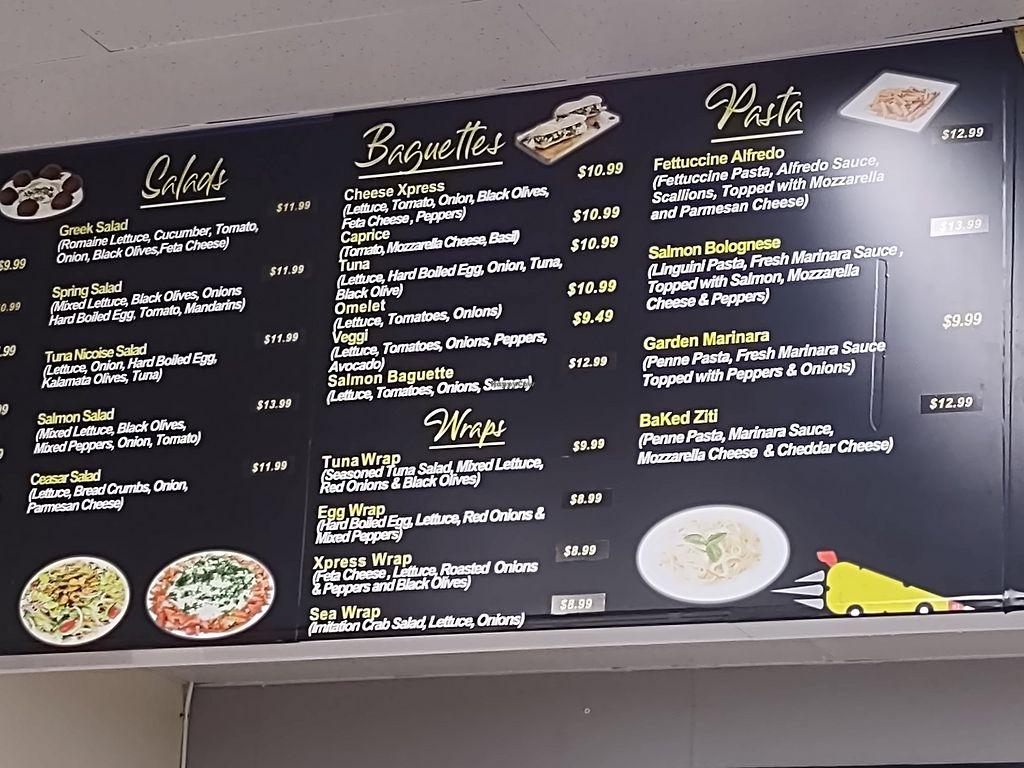 $9.99
Salads
$11.99
Greek Salad
(Romaine Lettuce, Cucumber, Tomato,
Onion, Black Olives,Feta Cheese)
$11.99
Spring Salad
(Mixed Lettuce, Black Olives, Onions
Hard Boiled Egg, Tomato, Mandarins)
$11.99
Tuna Nicoise Salad
(Lettuce, Onion, Hard Boiled Egg,
Kalamata Olives, Tuna)
$13.99
Salmon Salad
(Mixed Lettuce, Black Olives,
Mixed Peppers, Onion, Tomato)
$11.99
Ceasar Salad
(Lettuce, Bread Crumbs, Onion,
Parmesan Cheese)
Baguettes
$10.99
Cheese Xpress
(Lettuce, Tomato, Onion, Black Olives,
Feta Cheese , Peppers)
$10.99
Caprice
(Tomato, Mozzarella Cheese, Basil)
$10.99
Tuna
(Lettuce, Hard Boiled Egg, Onion, Tuna,
Black Olive)
$10.99
Omelet
(Lettuce, Tomatoes, Onions)
$9.49
Veggi
(Lettuce, Tomatoes, Onions, Peppers,
Avocado)
$12.99
Salmon Baguette
(Lettuce, Tomatoes, Onions,
Wraps
$9.99
Tuna Wrap
(Seasoned Tuna Salad, Mixed Lettuce,
Red Onions & Black Olives)
$8.99
Egg Wrap
(Hard Boiled Egg, Lettuce, Red Onions &
Mixed Peppers)
$8.99
Xpress Wrap
(Feta Cheese , Lettuce, Roasted Onions
& Peppers and Black Olives)
$8.99
Sea Wrap
(Imitation Crab Salad, Lettuce, Onions)
Pasta
$12.99
Fettuccine Alfredo
(Fettuccine Pasta, Alfredo Sauce,
Scallions, Topped with Mozzarella
and Parmesan Cheese)
$13.99
Salmon Bolognese
(Linguini Pasta, Fresh Marinara Sauce ,
Topped with Salmon, Mozzarella
Cheese & Peppers)
$9.99
Garden Marinara
(Penne Pasta, Fresh Marinara Sauce
Topped with Peppers & Onions)
$12.99
BaKed Ziti
(Penne Pasta, Marinara Sauce,
Mozzarella Cheese & Cheddar Cheese)